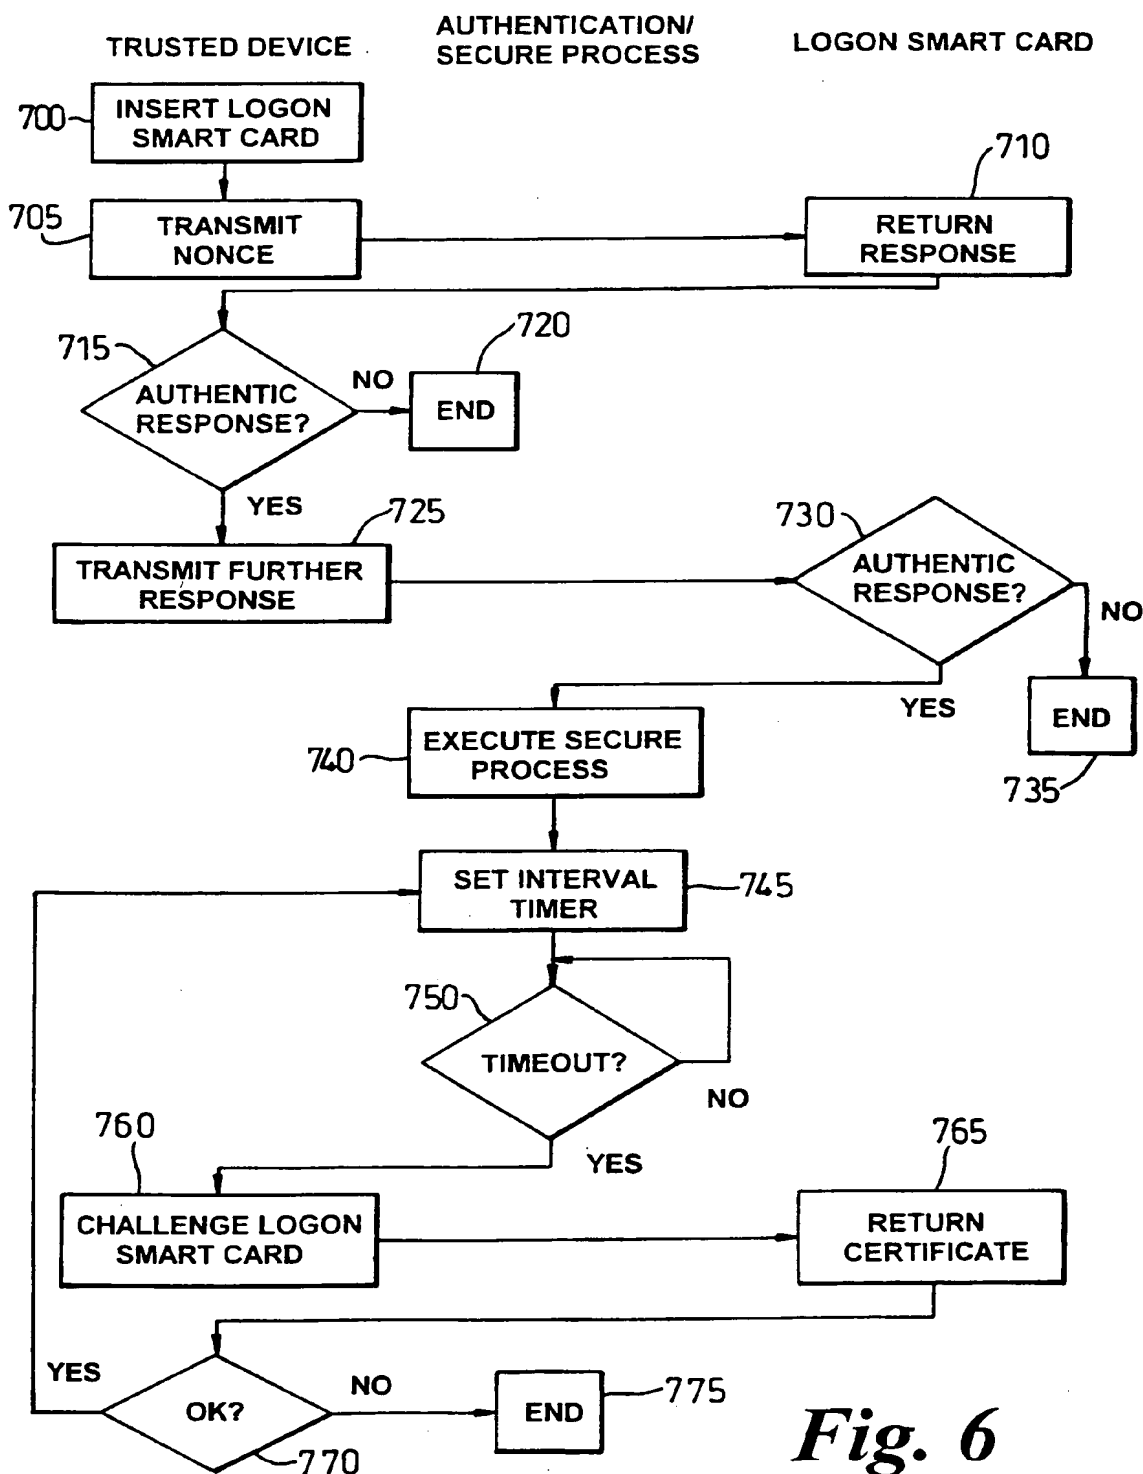 TRUSTED DEVICE
AUTHENTICATION/
SECURE PROCESS
LOGON SMART CARD
700
INSERT LOGON
SMART CARD
705
TRANSMIT
NONCE
710
RETURN
RESPONSE
715
AUTHENTIC
RESPONSE?
NO
720
END
YES
725
TRANSMIT FURTHER
RESPONSE
730
AUTHENTIC
RESPONSE?
NO
YES
END
735
740
EXECUTE SECURE
PROCESS
SET INTERVAL
TIMER
745
750
TIMEOUT?
NO
YES
760
CHALLENGE LOGON
SMART CARD
765
RETURN
CERTIFICATE
YES
OK?
NO
770
END
775
Fig. 6